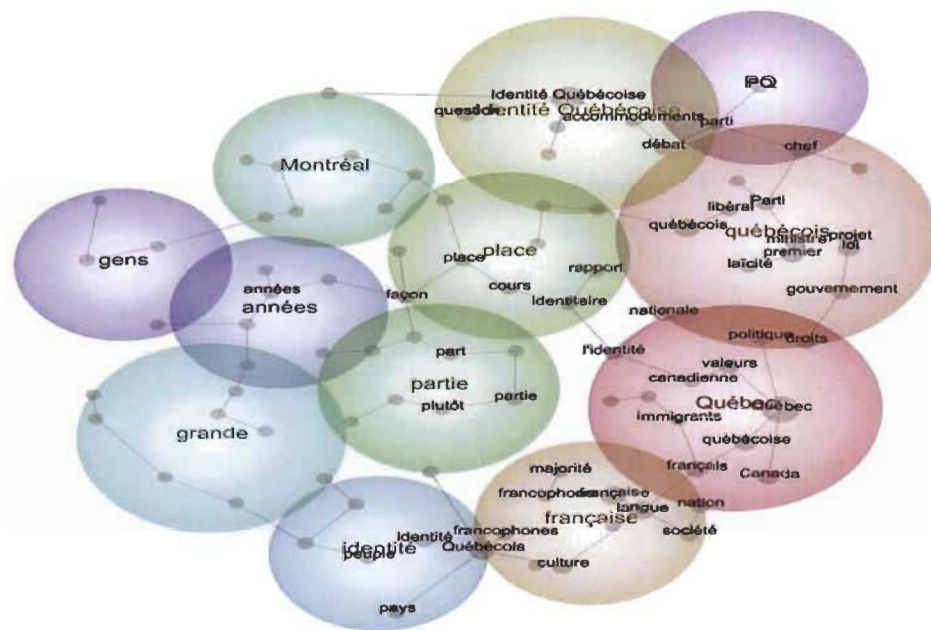 PQ
Identité Québécoise
Identité Québécoise
accommodements
parti
débat
chef
Montréal
libéral
Parti
québécois
québécois
projet
loi
premier
laïcité
gens
place
place
rapport
années
années
façon
cours
Identitaire
gouvernement
nationale
politique
droits
l'identité
part
valeurs
canadienne
partie
partie
plutôt
Québec
Québec
immigrants
grande
québécoise
majorité
français
Canada
francophone
française
nation
langue
française
identité
Identité
francophones
Québécois
société
peuple
culture
pays